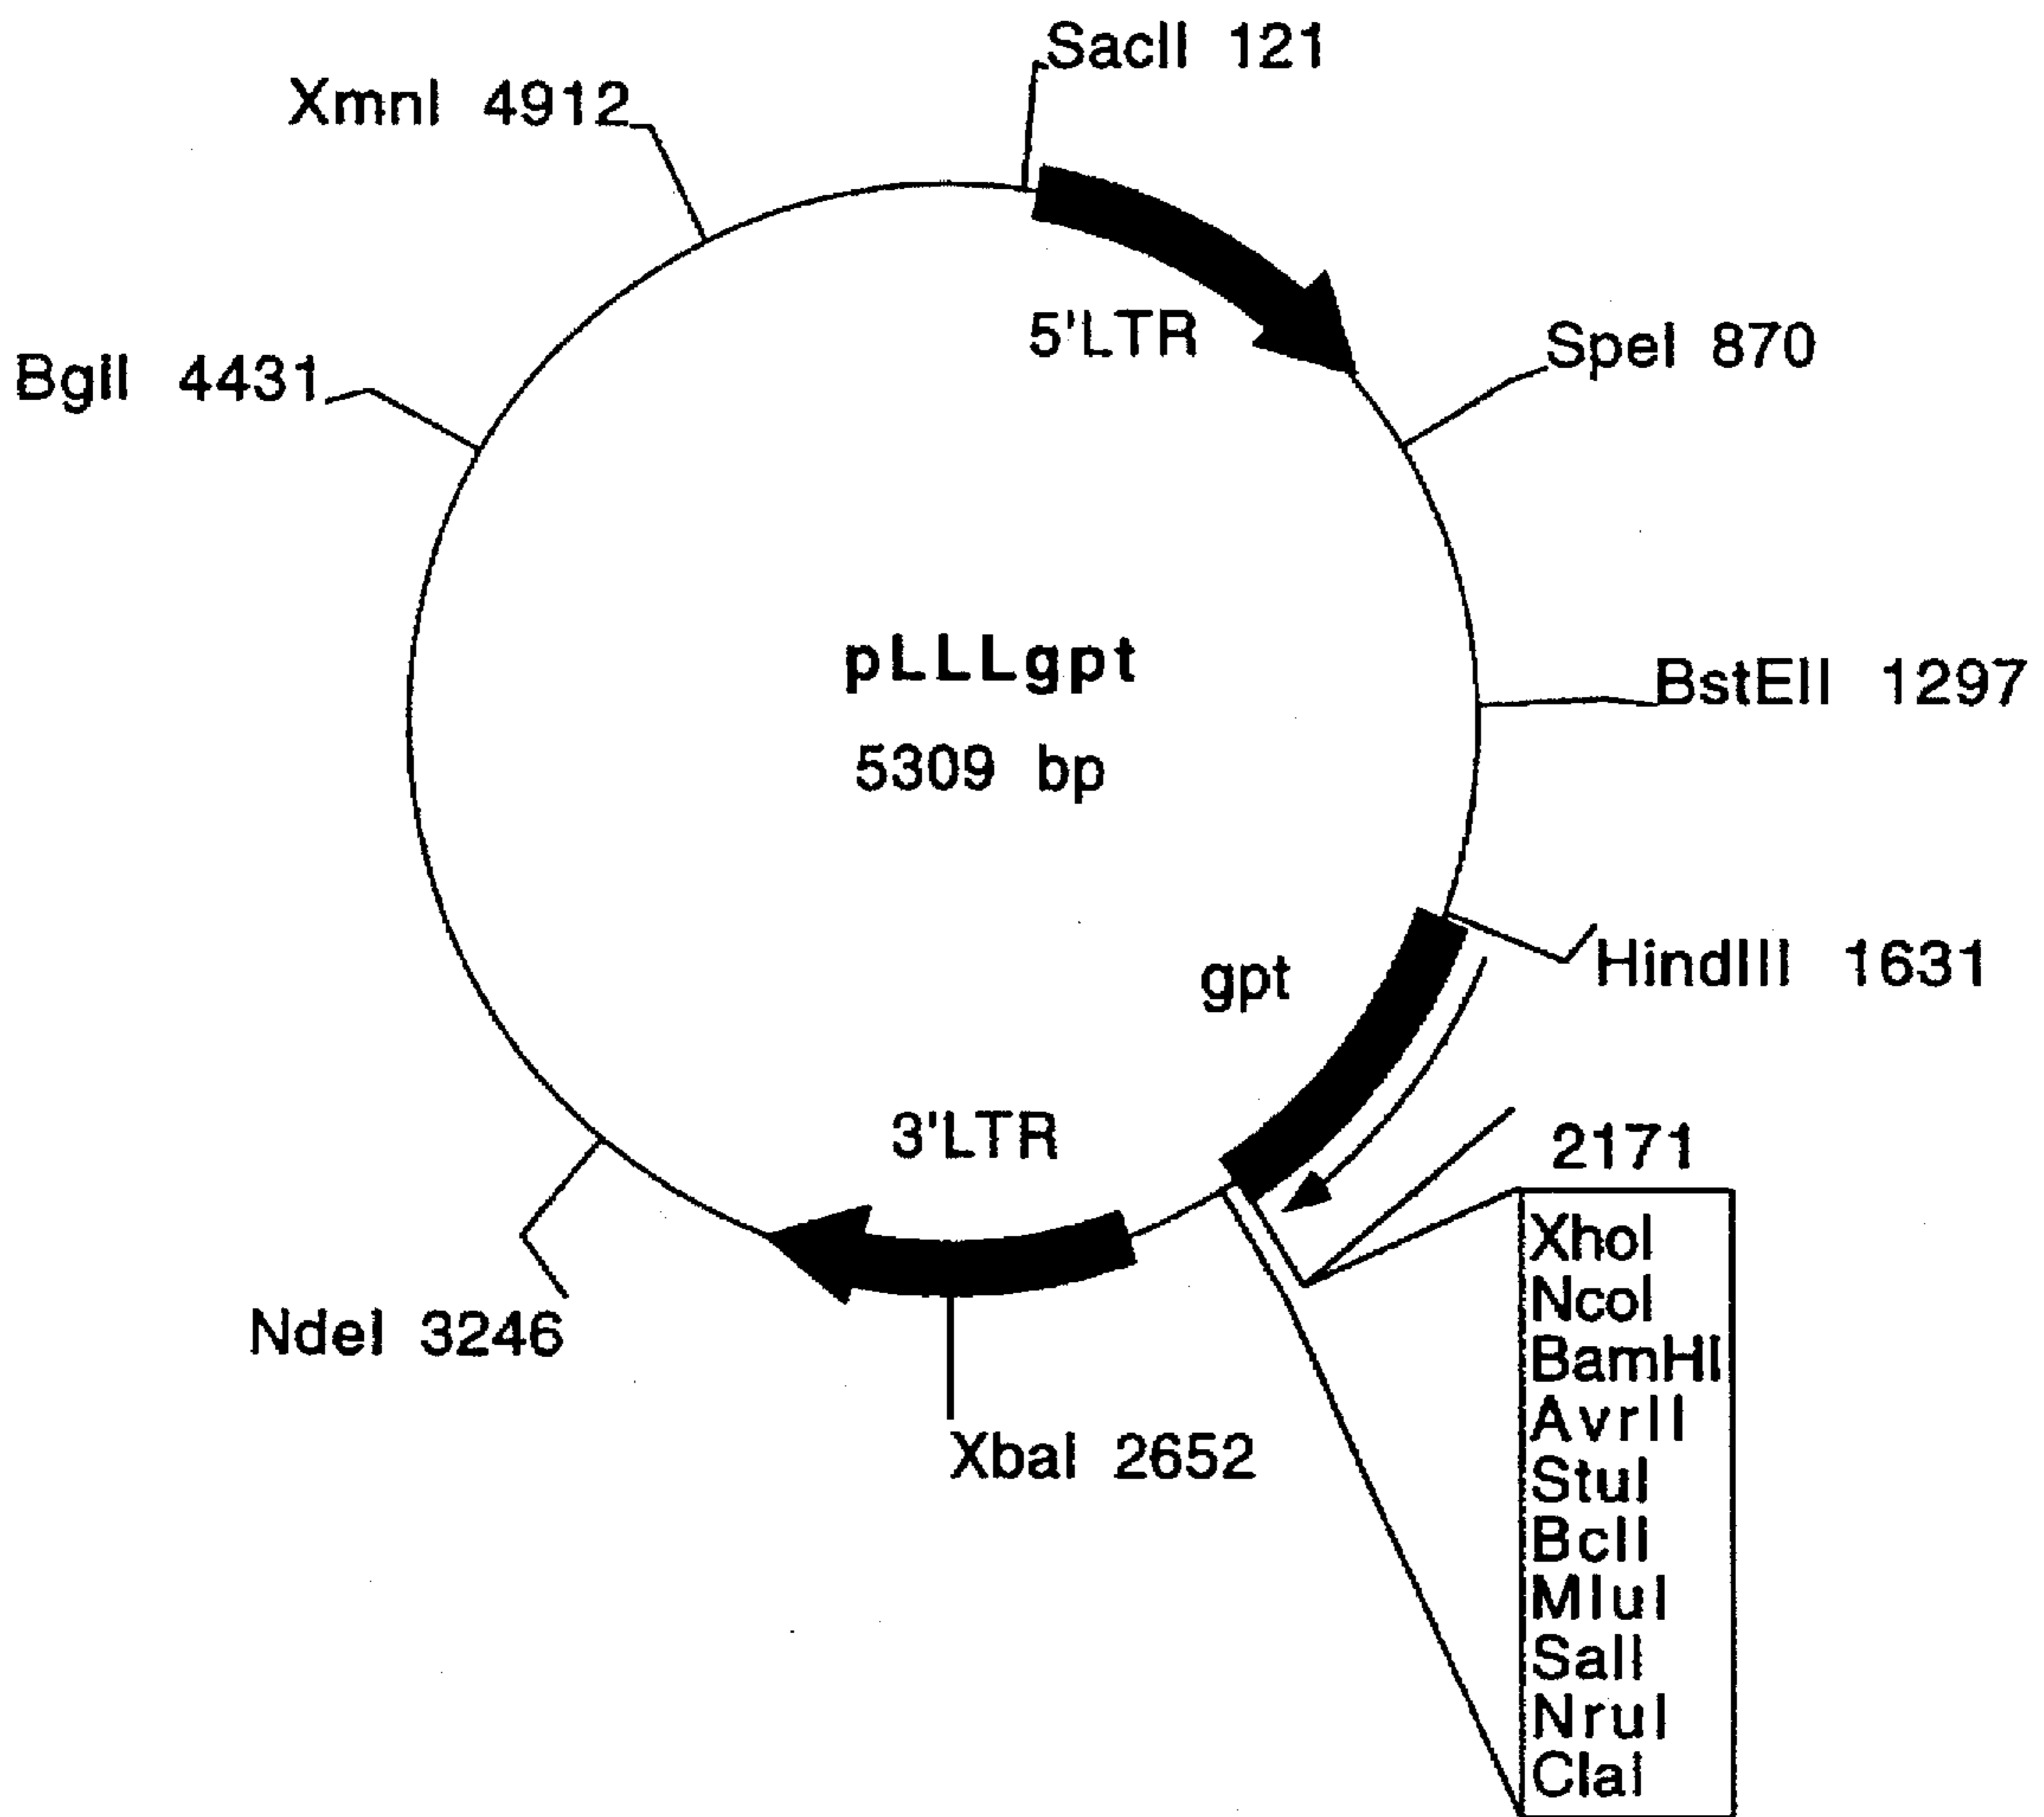 SacII 121
XmnI 4912
5'LTR
SpeI 870
BglI 4431
pLLLgpt
5309 bp
BstEII 1297
gpt
HindIII 1631
3'LTR
2171
NdeI 3246
XbaI 2652
XhoI
NcoI
BamHI
AvrII
StuI
BclI
MluI
SalI
NruI
ClaI